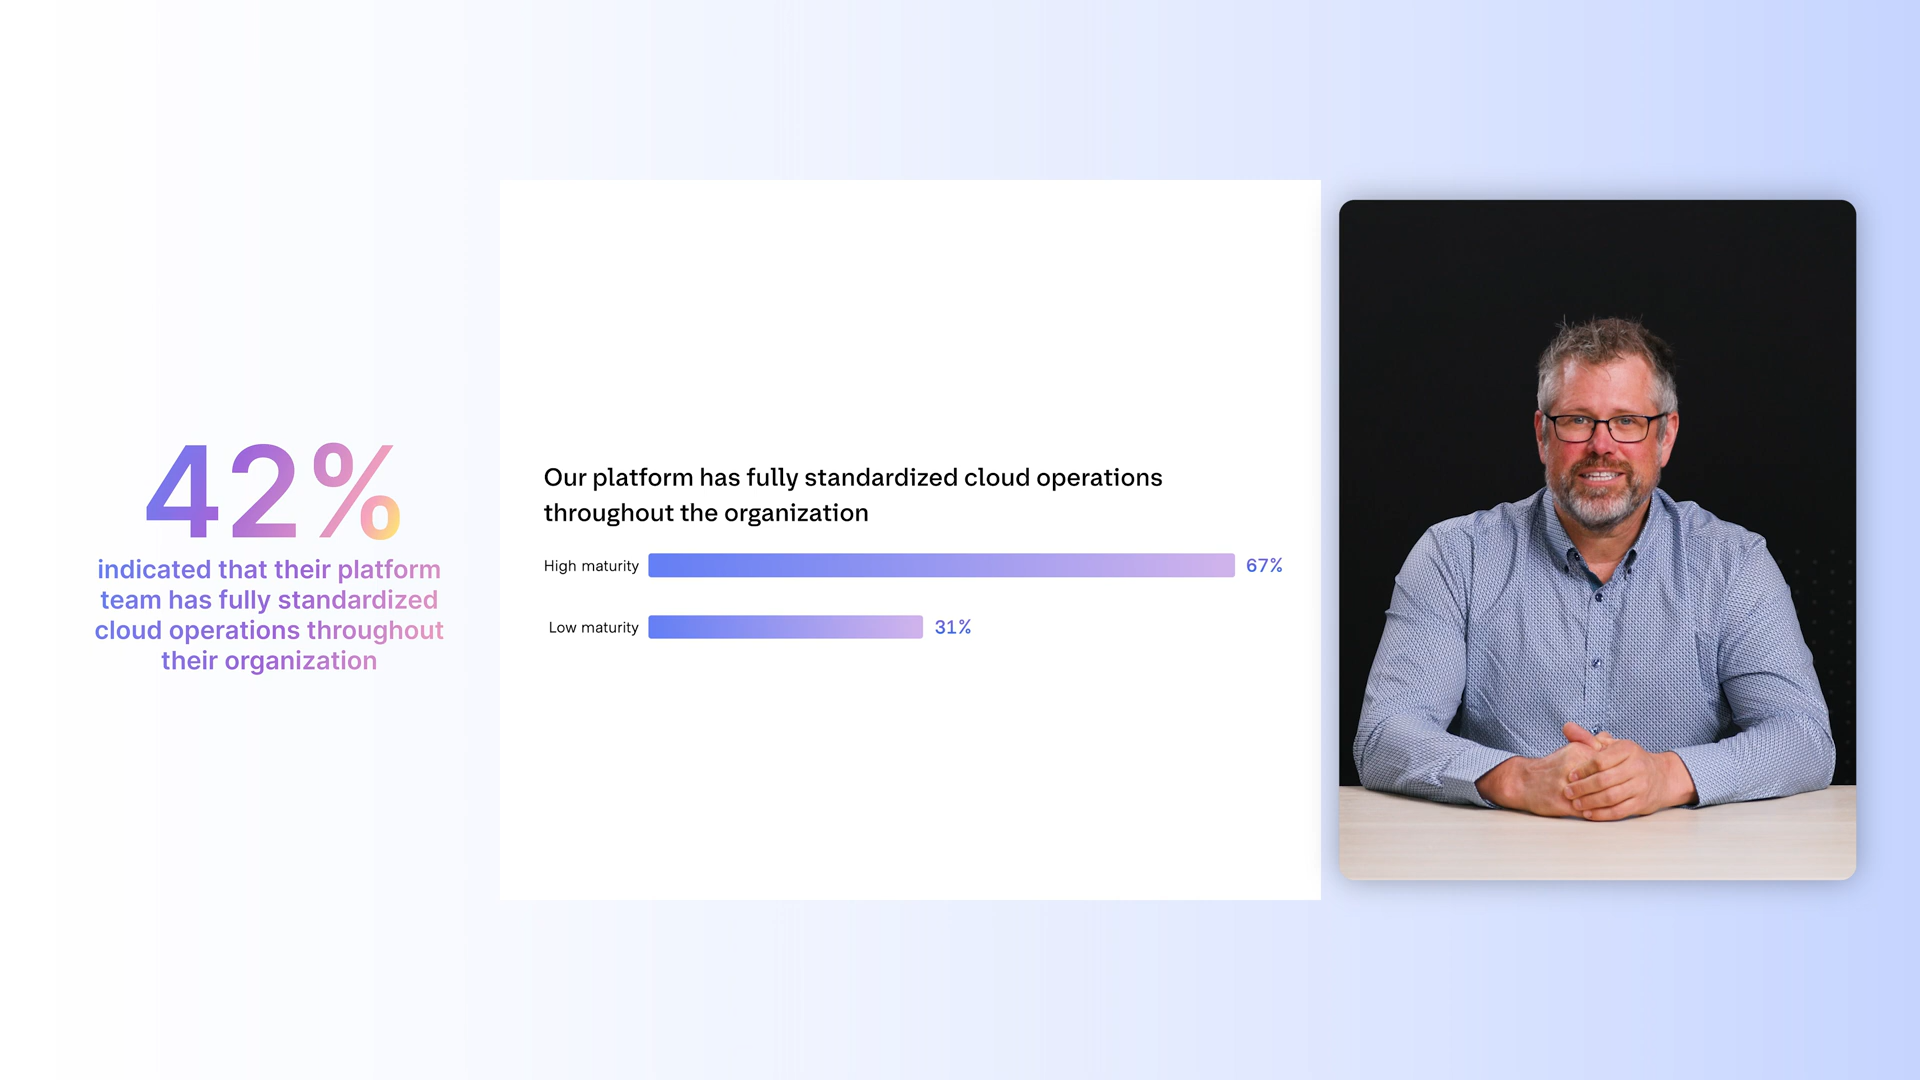 42%
indicated that their platform
team has fully standardized
cloud operations throughout
their organization
Our platform has fully standardized cloud operations
throughout the organization
High maturity 67%
Low maturity 31%